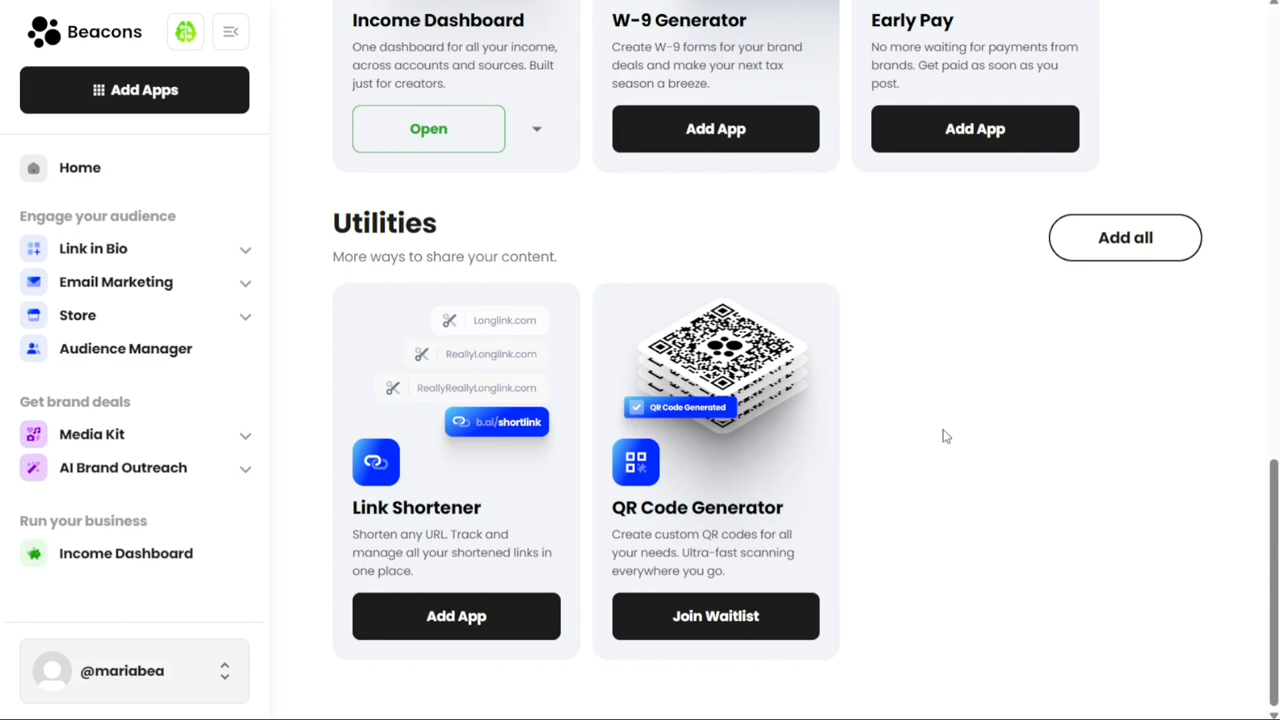 Beacons
Add Apps
Home
Engage your audience
Link in Bio
Email Marketing
Store
Audience Manager
Get brand deals
Media Kit
AI Brand Outreach
Run your business
Income Dashboard
@mariabea
Income Dashboard
One dashboard for all your income,
across accounts and sources. Built
just for creators.
Open
W-9 Generator
Create W-9 forms for your brand
deals and make your next tax
season a breeze.
Add App
Early Pay
No more waiting for payments from
brands. Get paid as soon as you
post.
Add App
Utilities
More ways to share your content.
Add all
Longlink.com
ReallyLonglink.com
ReallyReallyLonglink.com
b.ai/shortlink
Link Shortener
Shorten any URL. Track and
manage all your shortened links in
one place.
Add App
QR Code Generated
QR Code Generator
Create custom QR codes for all
your needs. Ultra-fast scanning
everywhere you go.
Join Waitlist